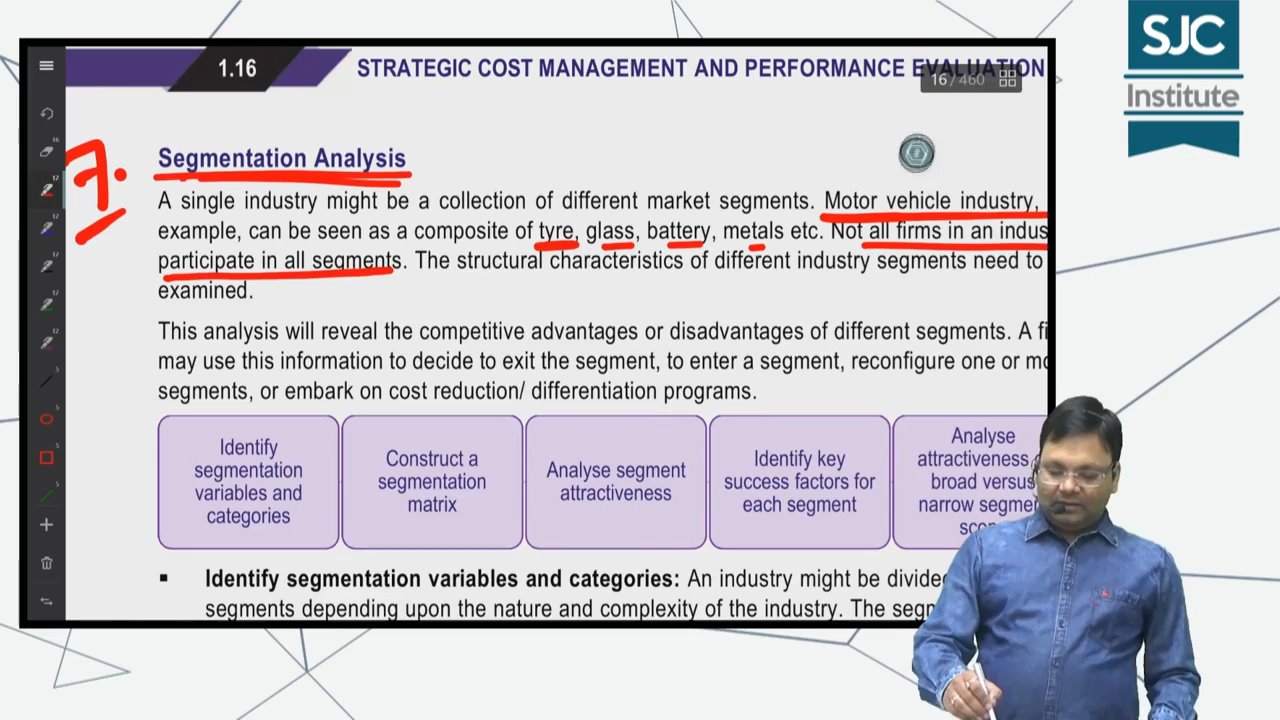 SJC
Institute
1.16
STRATEGIC COST MANAGEMENT AND PERFORMANCE EVALUATION
16 / 460
7.
Segmentation Analysis
A single industry might be a collection of different market segments. Motor vehicle industry,
example, can be seen as a composite of tyre, glass, battery, metals etc. Not all firms in an indus
participate in all segments. The structural characteristics of different industry segments need to
examined.
This analysis will reveal the competitive advantages or disadvantages of different segments. A fi
may use this information to decide to exit the segment, to enter a segment, reconfigure one or mo
segments, or embark on cost reduction/ differentiation programs.
Identify
segmentation
variables and
categories
Construct a
segmentation
matrix
Analyse segment
attractiveness
Identify key
success factors for
each segment
Analyse
attractiveness
broad versus
narrow segmen
sco
▪ Identify segmentation variables and categories: An industry might be divided
segments depending upon the nature and complexity of the industry. The segm